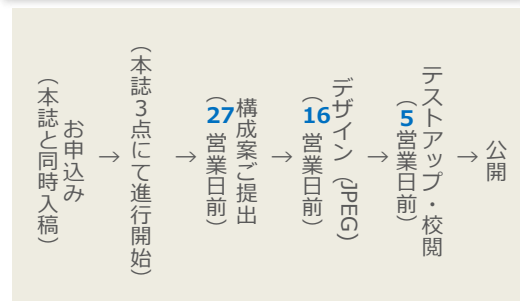 お申込み
（本誌と同時入稿）
→
（本誌3点にて進行開始）
→
構成案ご提出
（27営業日前）
→
デザイン（JPEG）
（16営業日前）
→
テストアップ・校閲
（5営業日前）
→
公開